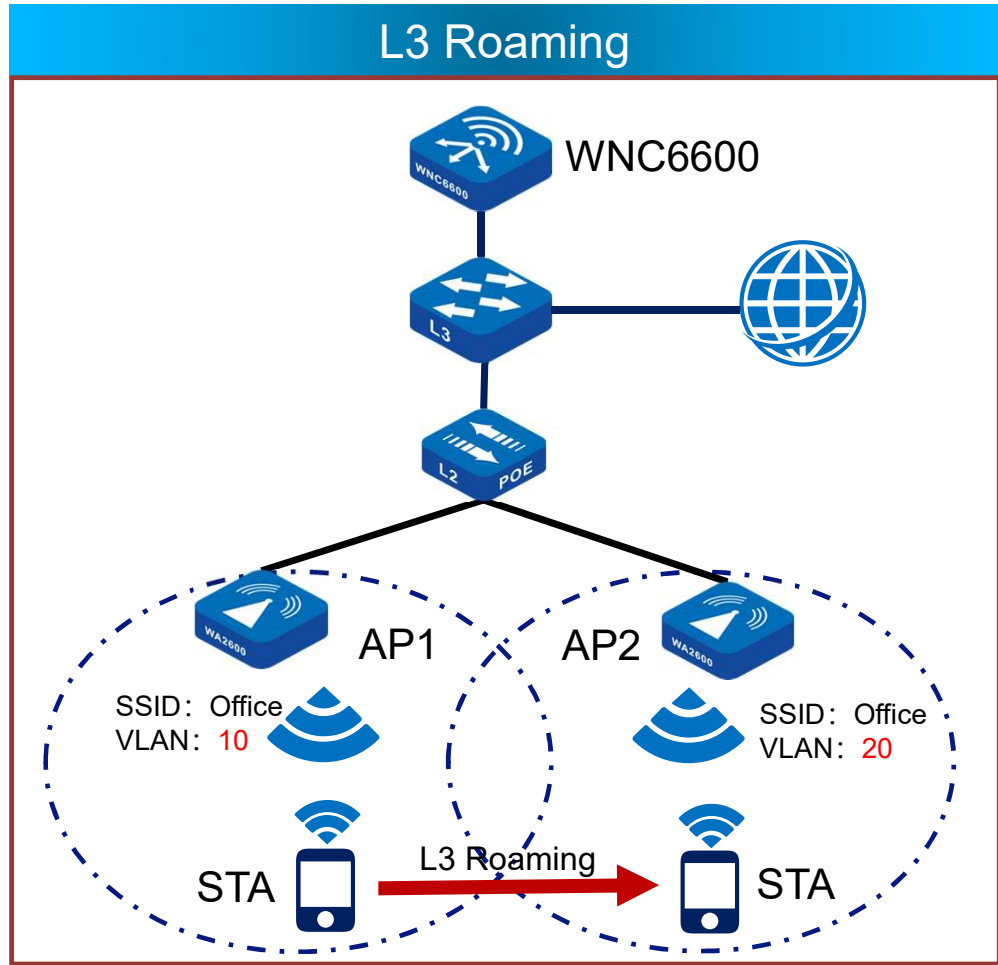 L3 Roaming
WNC6600
WNC6600
L3
L2 POE
WA2600
AP1
AP2
WA2600
SSID： Office
VLAN： 10
SSID： Office
VLAN： 20
L3 Roaming
STA
STA